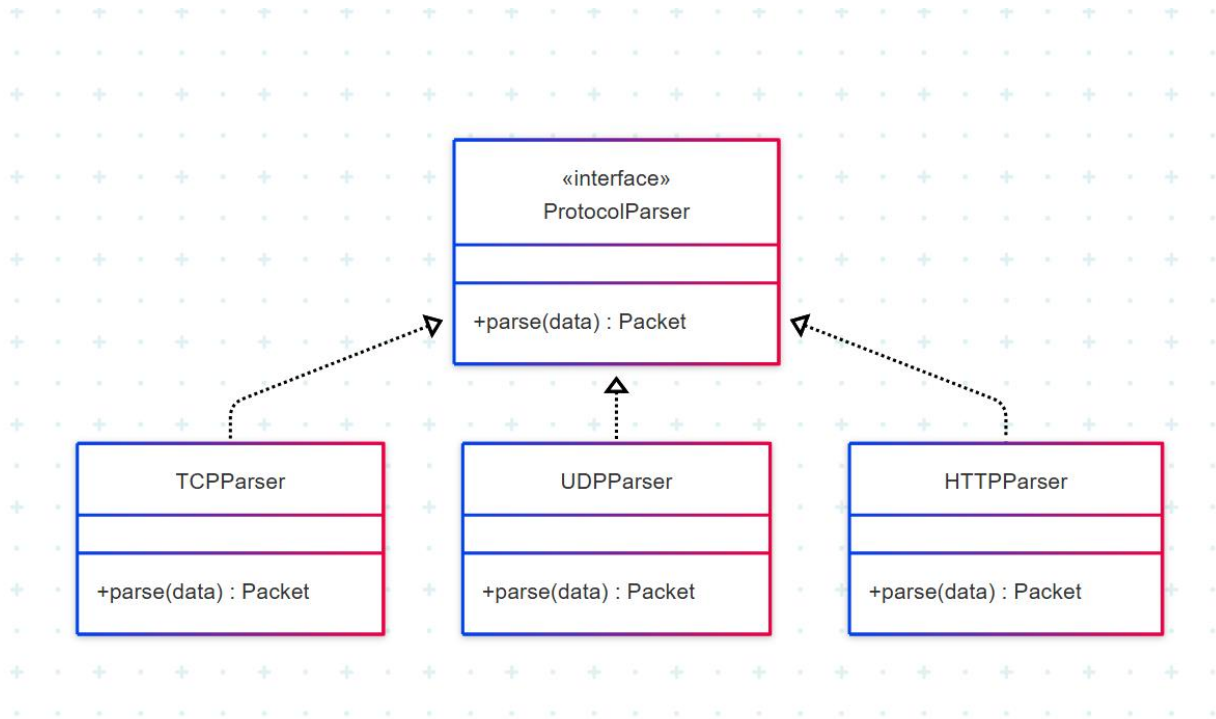 «interface»
ProtocolParser
+parse(data) : Packet
TCPParser
+parse(data) : Packet
UDPParser
+parse(data) : Packet
HTTPParser
+parse(data) : Packet